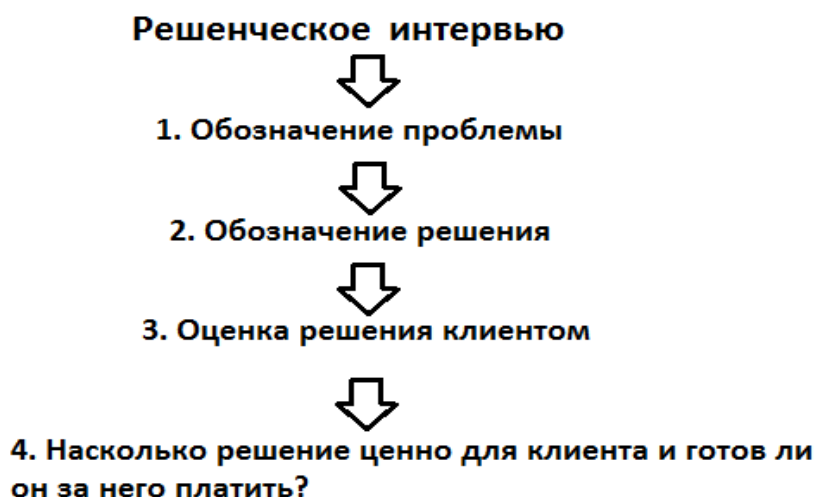 Решенческое интервью
1. Обозначение проблемы
2. Обозначение решения
3. Оценка решения клиентом
4. Насколько решение ценно для клиента и готов ли
он за него платить?